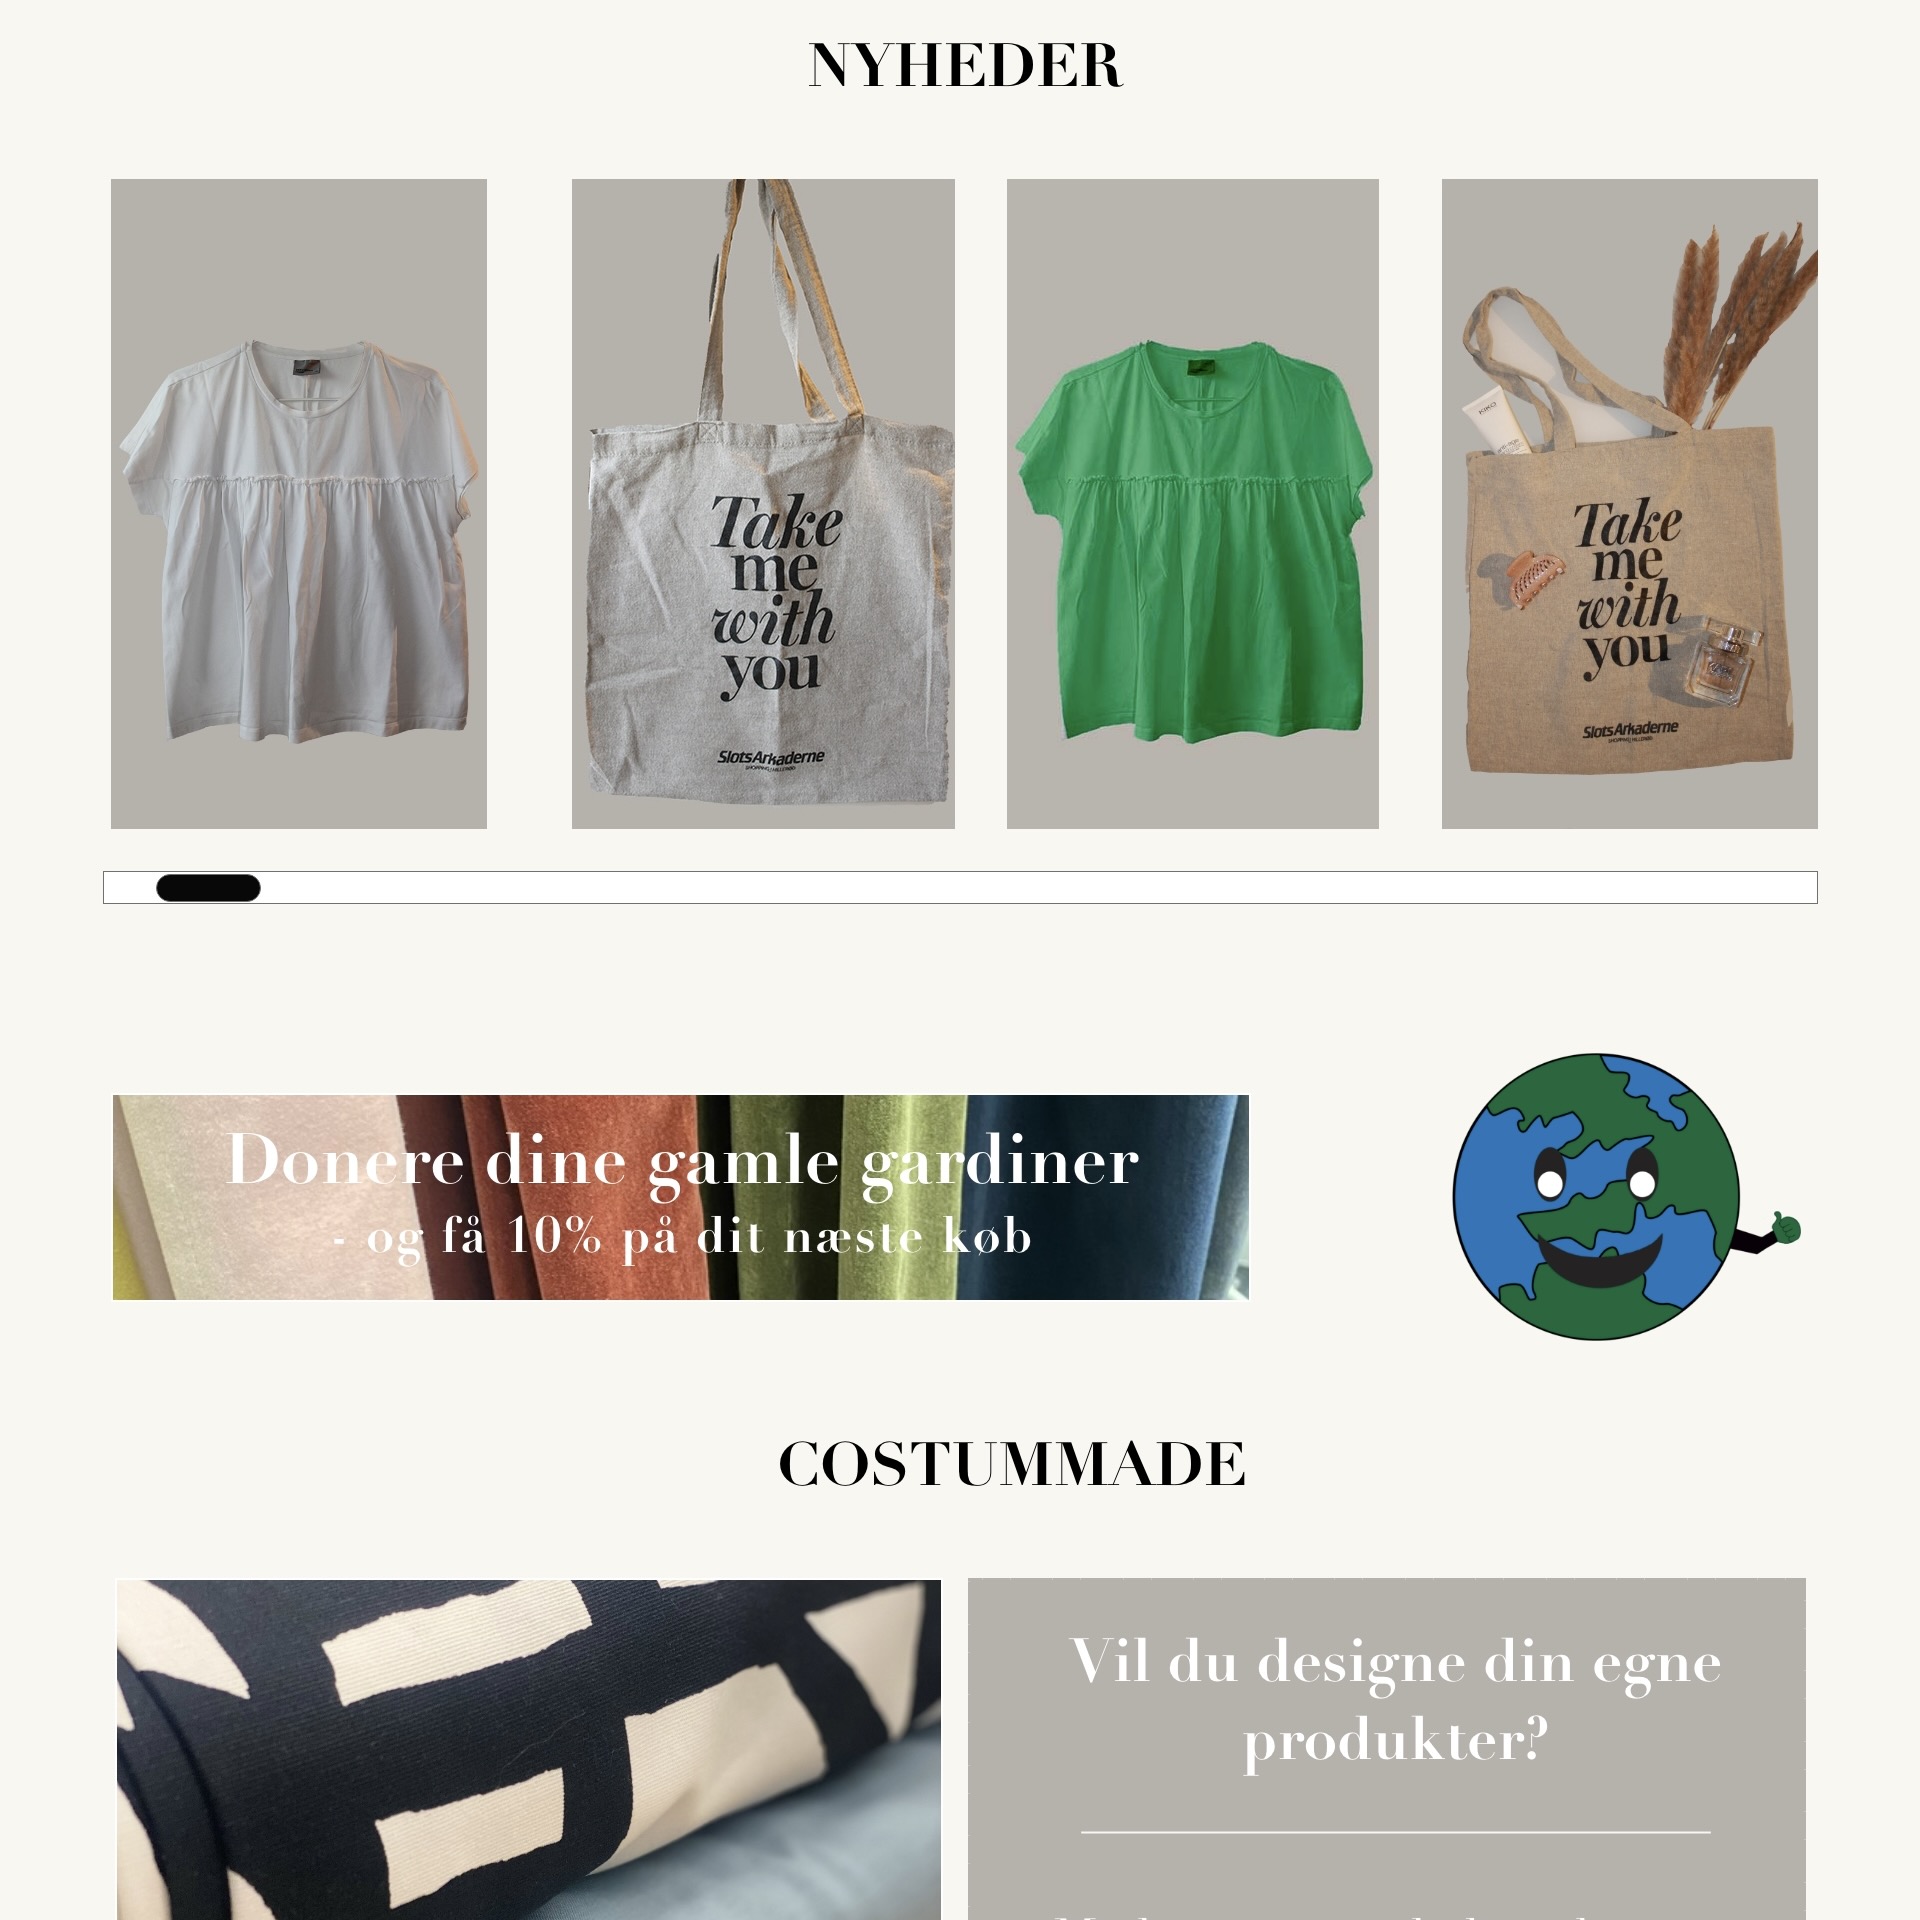 NYHEDER
Take
me
with
you
SlotsArkaderne
KIKO
Take
me
with
you
SlotsArkaderne
Donere dine gamle gardiner
- og få 10% på dit næste køb
COSTUMMADE
Vil du designe din egne
produkter?